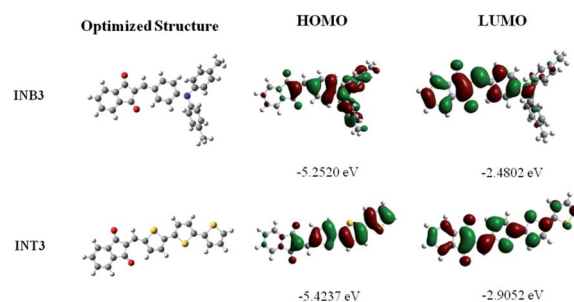 Optimized Structure HOMO LUMO
INB3
-5.2520 eV -2.4802 eV
INT3
-5.4237 eV -2.9052 eV